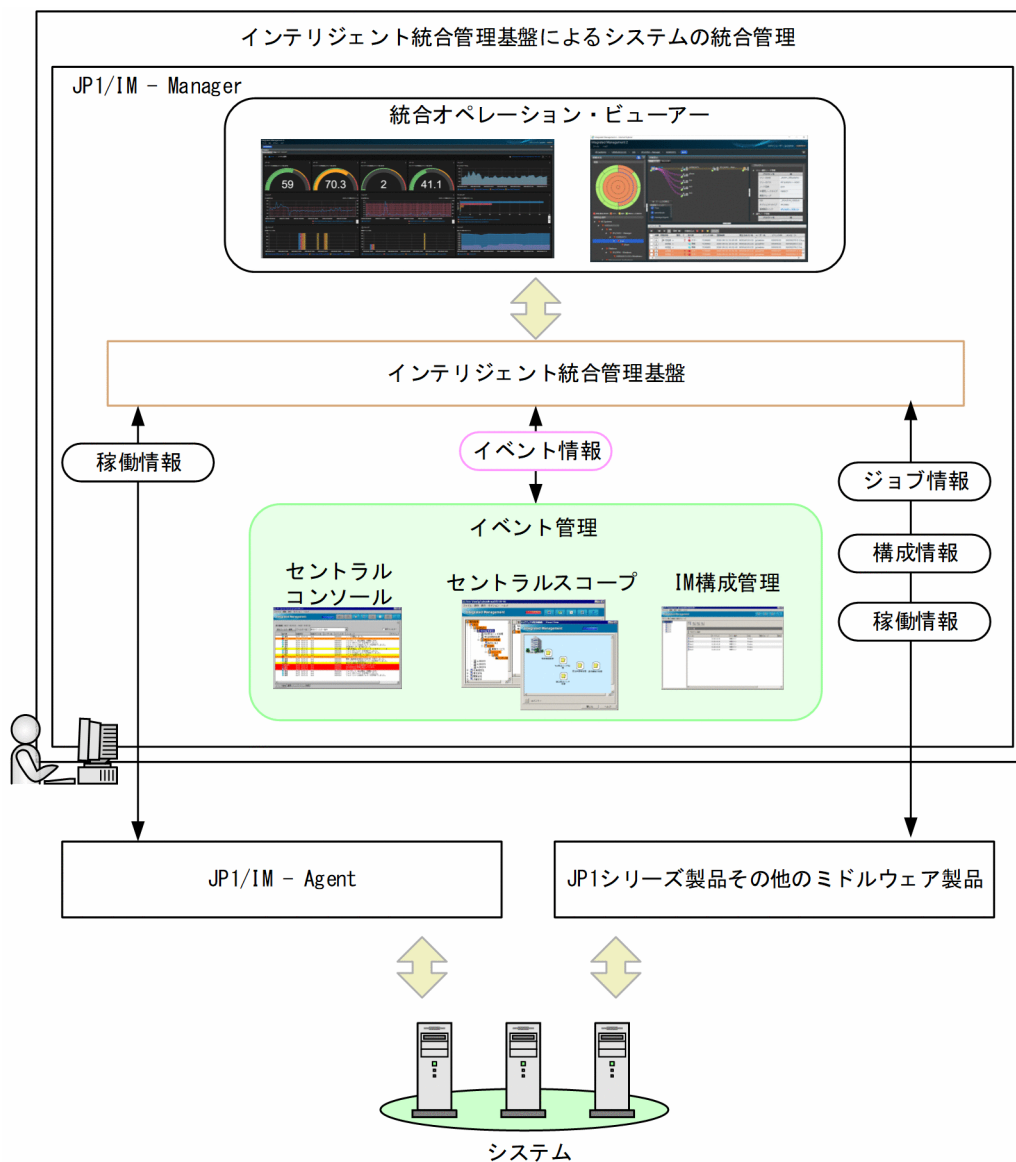 インテリジェント統合管理基盤によるシステムの統合管理
JP1/IM - Manager
統合オペレーション・ビューアー
59
70.3
2
41.1
インテリジェント統合管理基盤
稼働情報
イベント情報
ジョブ情報
構成情報
稼働情報
イベント管理
セントラル
コンソール
セントラルスコープ
IM構成管理
JP1/IM - Agent
JP1シリーズ製品その他のミドルウェア製品
システム